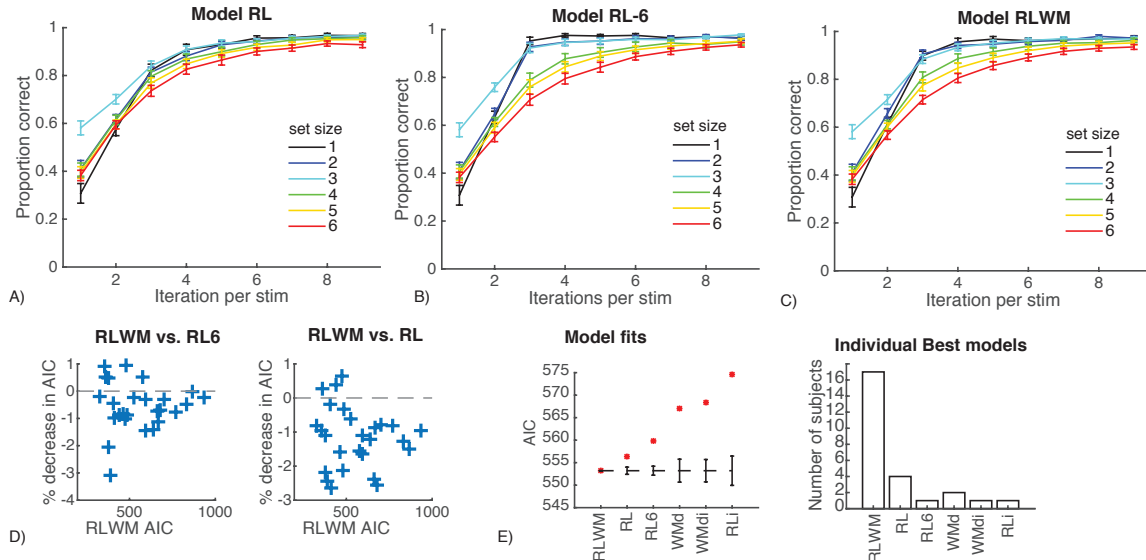 Model RL
Proportion correct
1
0.8
0.6
0.4
0.2
0
set size
1
2
3
4
5
6
2
4
6
8
Iteration per stim
A)
Model RL-6
Proportion correct
1
0.8
0.6
0.4
0.2
0
set size
1
2
3
4
5
6
2
4
6
8
Iterations per stim
B)
Model RLWM
Proportion correct
1
0.8
0.6
0.4
0.2
0
set size
1
2
3
4
5
6
2
4
6
8
Iteration per stim
C)
RLWM vs. RL6
% decrease in AIC
1
0
-1
-2
-3
-4
500
1000
RLWM AIC
D)
RLWM vs. RL
% decrease in AIC
1
0
-1
-2
-3
500
1000
RLWM AIC
Model fits
AIC
575
570
565
560
555
550
545
RLWM
RL
RL6
WMd
WMdi
RLi
E)
Individual Best models
Number of subjects
16
14
12
10
8
6
4
2
0
RLWM
RL
RL6
WMd
WMdi
RLi